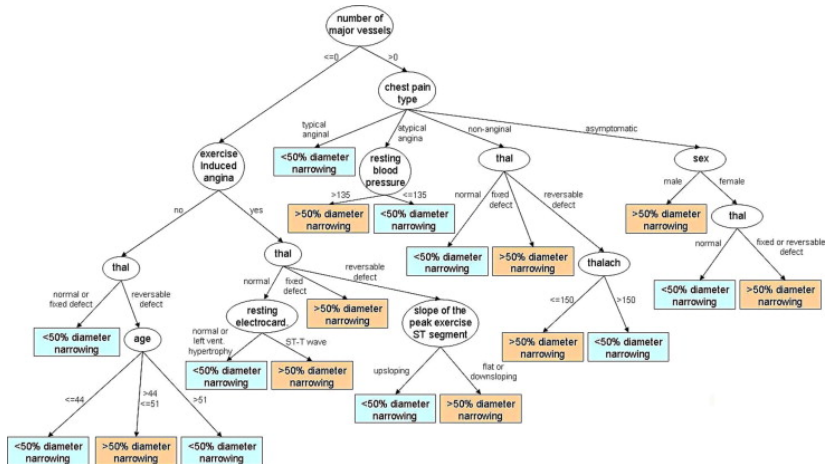 number of
major vessels
<=0
>0
chest pain
type
typical
anginal
atypical
angina
non-anginal
asymptomatic
exercise
Induced
angina
<50% diameter
narrowing
resting
blood
pressure
thal
sex
no
yes
>135
<=135
normal
fixed
defect
reversable
defect
male
female
>50% diameter
narrowing
<50% diameter
narrowing
>50% diameter
narrowing
thal
thal
thal
<50% diameter
narrowing
>50% diameter
narrowing
thalach
normal
fixed or reversable
defect
normal or
fixed defect
reversable
defect
normal
fixed
defect
reversable
defect
<=150
>150
<50% diameter
narrowing
>50% diameter
narrowing
<50% diameter
narrowing
age
resting
electrocard.
>50% diameter
narrowing
slope of the
peak exercise
ST segment
>50% diameter
narrowing
<50% diameter
narrowing
normal or
left vent.
hypertrophy
ST-T wave
<50% diameter
narrowing
>50% diameter
narrowing
upsloping
flat or
downsloping
<=44
>44
<=51
>51
<50% diameter
narrowing
>50% diameter
narrowing
<50% diameter
narrowing
>50% diameter
narrowing
<50% diameter
narrowing